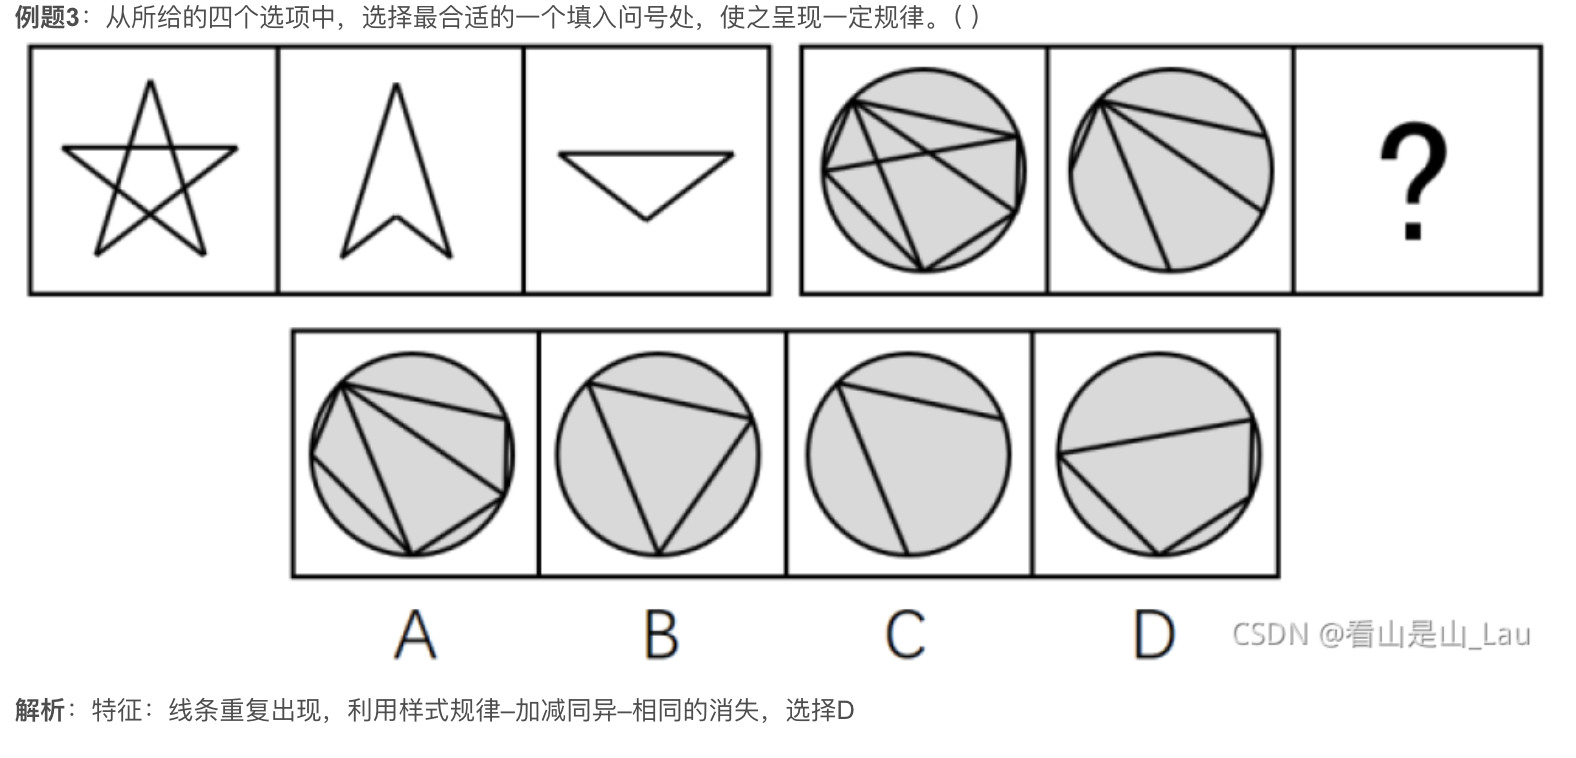 例题3：从所给的四个选项中，选择最合适的一个填入问号处，使之呈现一定规律。( )
?
A B C D
CSDN @看山是山_Lau
解析：特征：线条重复出现，利用样式规律–加减同异–相同的消失，选择D